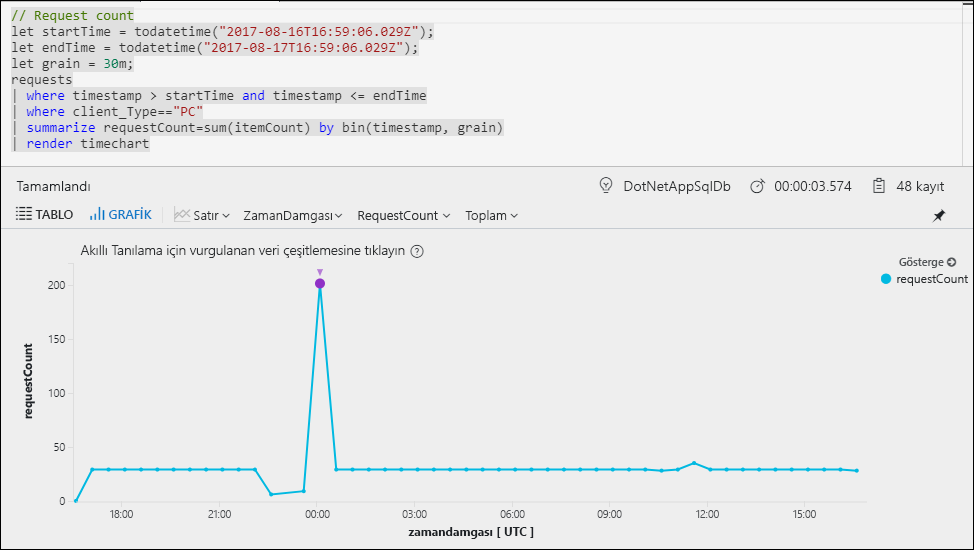 // Request count
let startTime = todatetime("2017-08-16T16:59:06.029Z");
let endTime = todatetime("2017-08-17T16:59:06.029Z");
let grain = 30m;
requests
| where timestamp > startTime and timestamp <= endTime
| where client_Type=="PC"
| summarize requestCount=sum(itemCount) by bin(timestamp, grain)
| render timechart
Tamamlandı DotNetAppSqlDb 00:00:03.574 48 kayıt
TABLO GRAFİK Satır ZamanDamgası RequestCount Toplam
Akıllı Tanılama için vurgulanan veri çeşitlemesine tıklayın ?
Gösterge
requestCount
200
150
100
50
0
requestCount
18:00 21:00 00:00 03:00 06:00 09:00 12:00 15:00
zamandamgası [ UTC ]